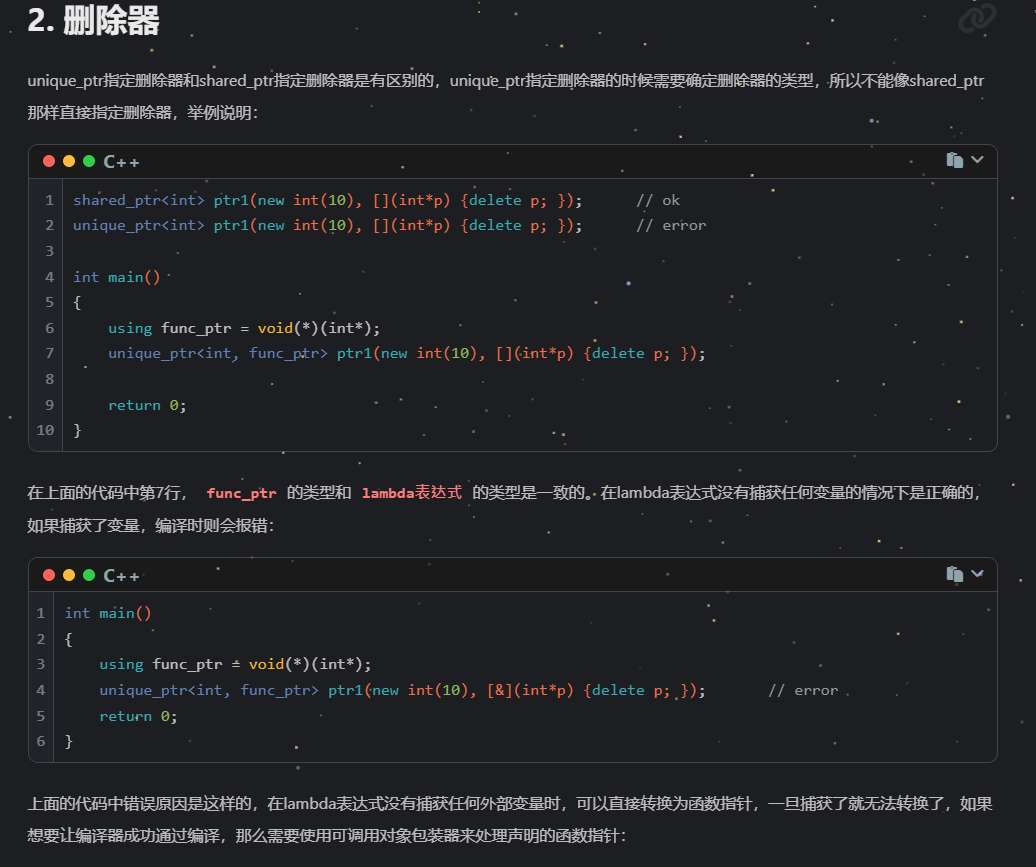 2. 删除器
unique_ptr指定删除器和shared_ptr指定删除器是有区别的，unique_ptr指定删除器的时候需要确定删除器的类型，所以不能像shared_ptr
那样直接指定删除器，举例说明：
C++
1 shared_ptr<int> ptr1(new int(10), [](int*p) {delete p; }); // ok
2 unique_ptr<int> ptr1(new int(10), [](int*p) {delete p; }); // error
3
4 int main()
5 {
6 using func_ptr = void(*)(int*);
7 unique_ptr<int, func_ptr> ptr1(new int(10), [](int*p) {delete p; });
8
9 return 0;
10 }
在上面的代码中第7行， func_ptr 的类型和 lambda表达式 的类型是一致的。在lambda表达式没有捕获任何变量的情况下是正确的，
如果捕获了变量，编译时则会报错：
C++
1 int main()
2 {
3 using func_ptr = void(*)(int*);
4 unique_ptr<int, func_ptr> ptr1(new int(10), [&](int*p) {delete p; }); // error
5 return 0;
6 }
上面的代码中错误原因是这样的，在lambda表达式没有捕获任何外部变量时，可以直接转换为函数指针，一旦捕获了就无法转换了，如果
想要让编译器成功通过编译，那么需要使用可调用对象包装器来处理声明的函数指针：